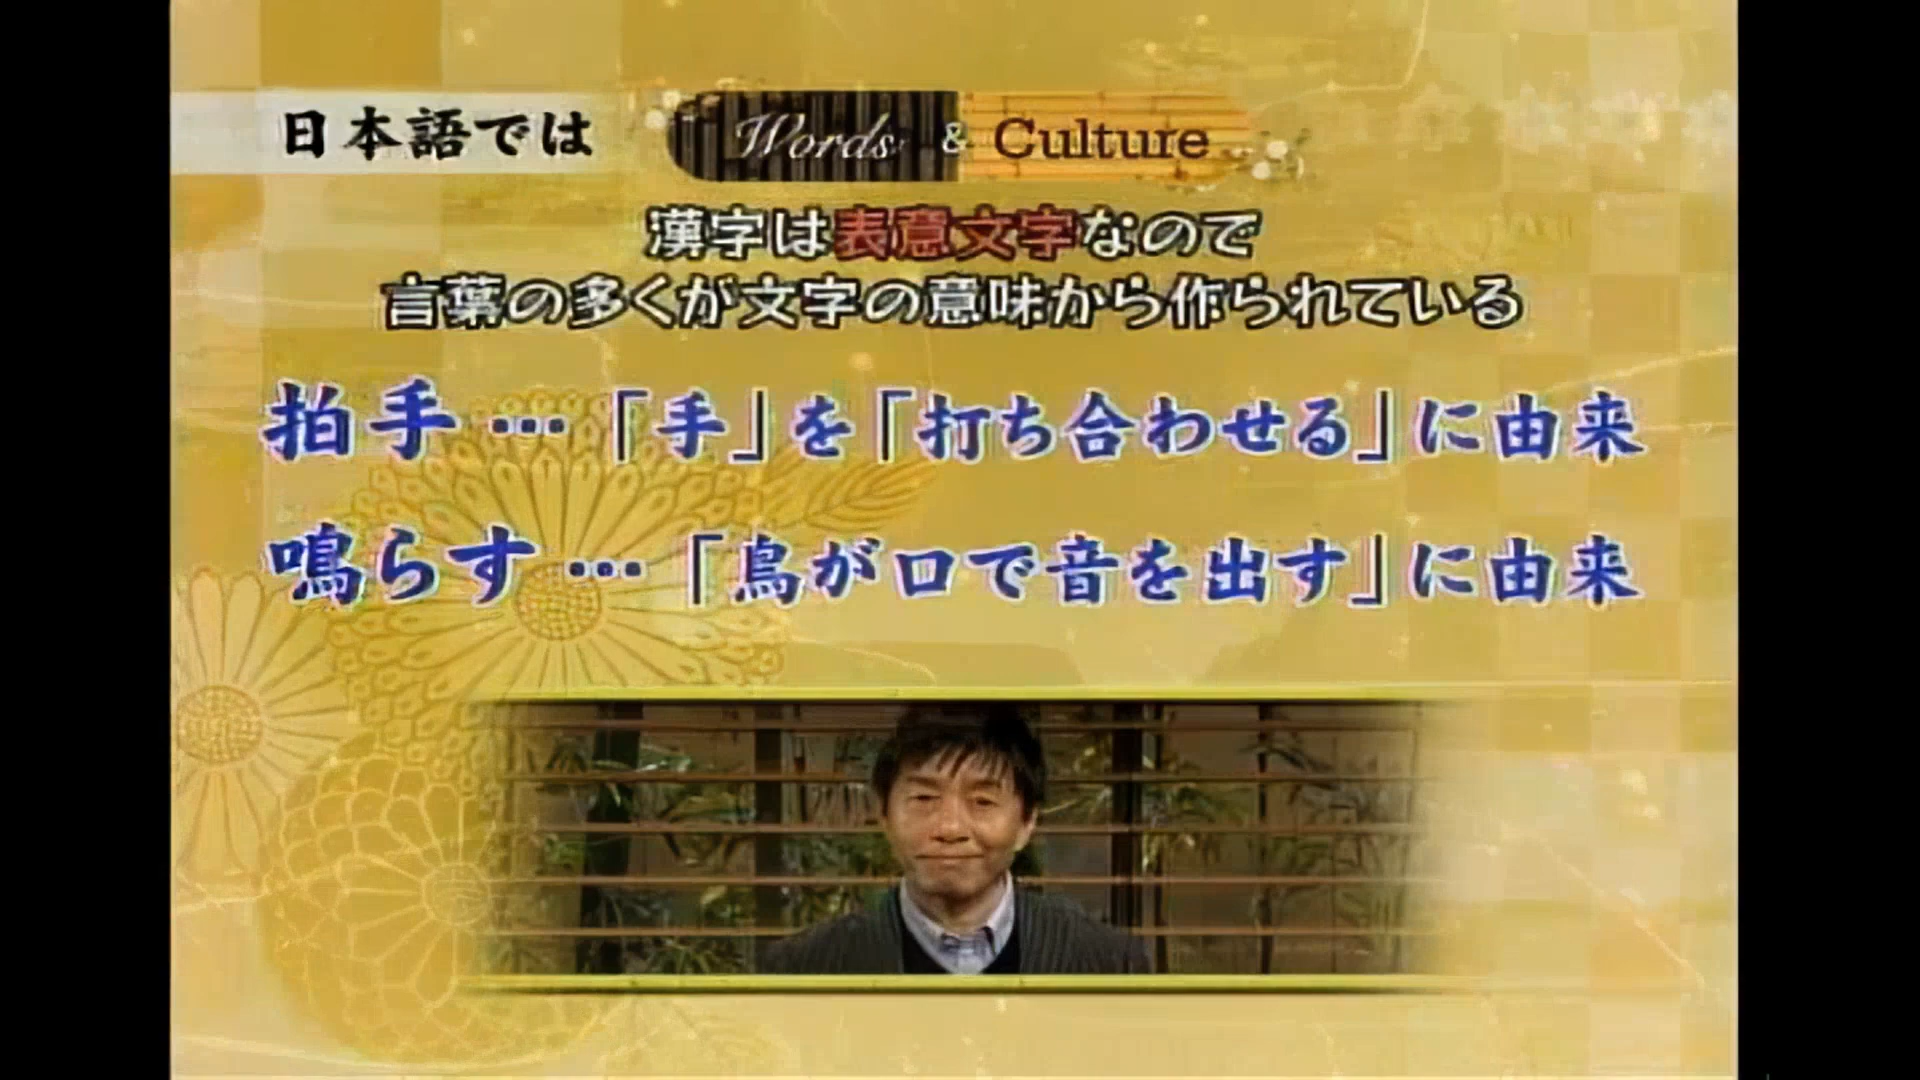 日本語では
Words & Culture
漢字は表意文字なので
言葉の多くが文字の意味から作られている
拍手…「手」を「打ち合わせる」に由来
鳴らす…「鳥が口で音を出す」に由来